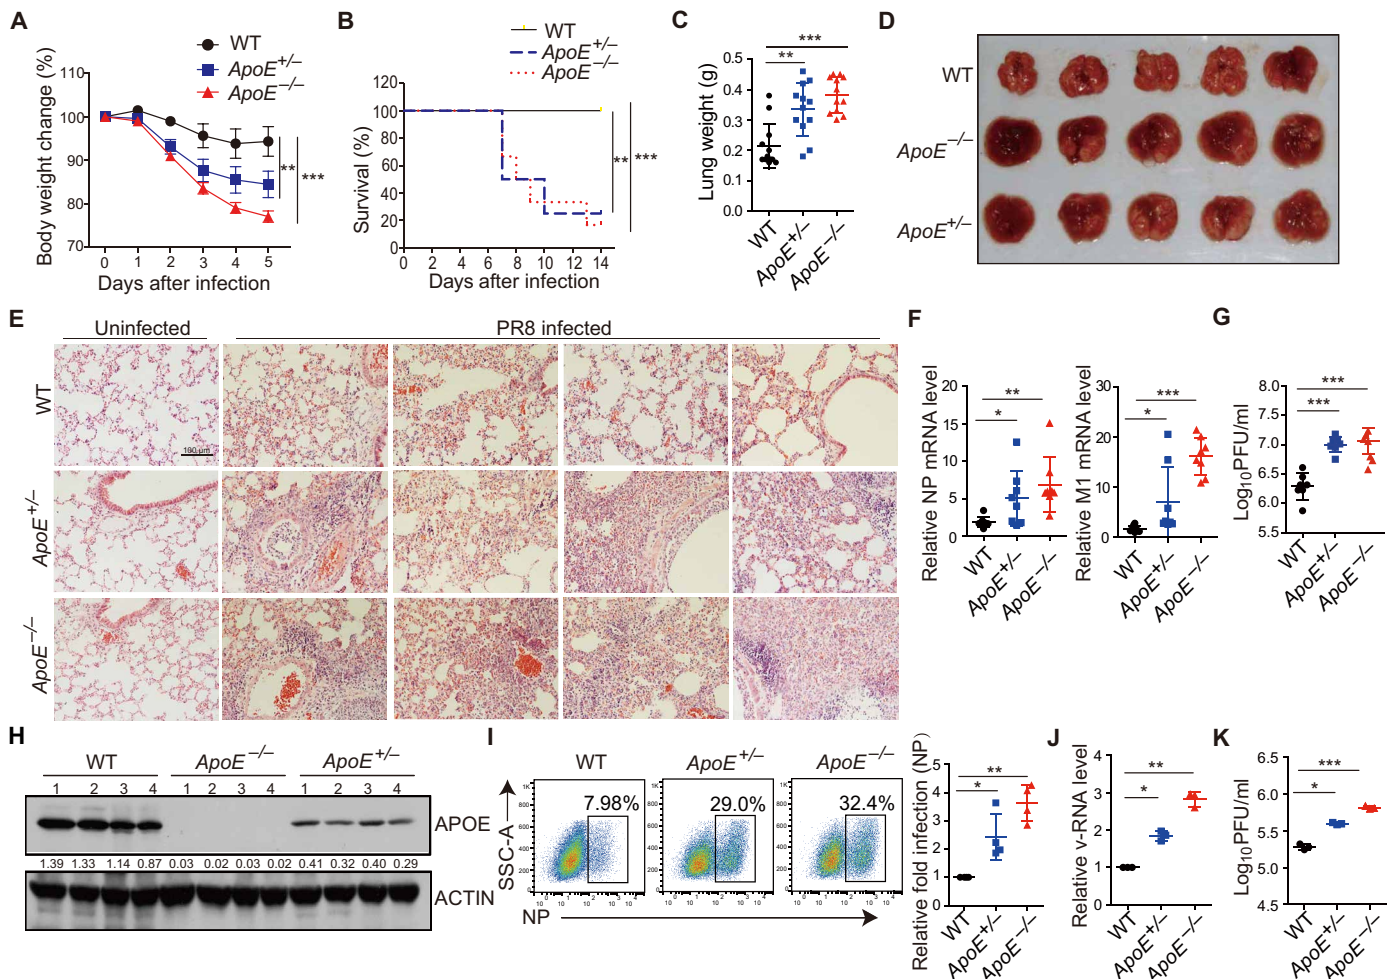 A
WT
ApoE+/–
ApoE–/–
Body weight change (%)
110
100
90
80
70
0 1 2 3 4 5
Days after infection
**
***
B
WT
ApoE+/–
ApoE–/–
Survival (%)
120
100
80
60
40
20
0
0 2 4 6 8 10 12 14
Days after infection
**
***
C
***
**
Lung weight (g)
0.5
0.4
0.3
0.2
0.1
0.0
WT
ApoE+/–
ApoE–/–
D
WT
ApoE–/–
ApoE+/–
E
Uninfected
PR8 infected
WT
100 µm
ApoE+/–
ApoE–/–
F
Relative NP mRNA level
20
15
10
5
0
**
*
WT
ApoE+/–
ApoE–/–
Relative M1 mRNA level
30
20
10
0
***
*
WT
ApoE+/–
ApoE–/–
G
Log10PFU/ml
8.0
7.5
7.0
6.5
6.0
5.5
***
***
WT
ApoE+/–
ApoE–/–
H
WT ApoE–/– ApoE+/–
1 2 3 4 1 2 3 4 1 2 3 4
APOE
1.39 1.33 1.14 0.87 0.03 0.02 0.03 0.02 0.41 0.32 0.40 0.29
ACTIN
I
WT ApoE+/– ApoE–/–
7.98% 29.0% 32.4%
SSC-A
NP
Relative fold infection (NP)
5
4
3
2
1
0
**
*
WT
ApoE+/–
ApoE–/–
J
Relative v-RNA level
4
3
2
1
0
**
*
WT
ApoE+/–
ApoE–/–
K
Log10PFU/ml
6.5
6.0
5.5
5.0
4.5
***
*
WT
ApoE+/–
ApoE–/–